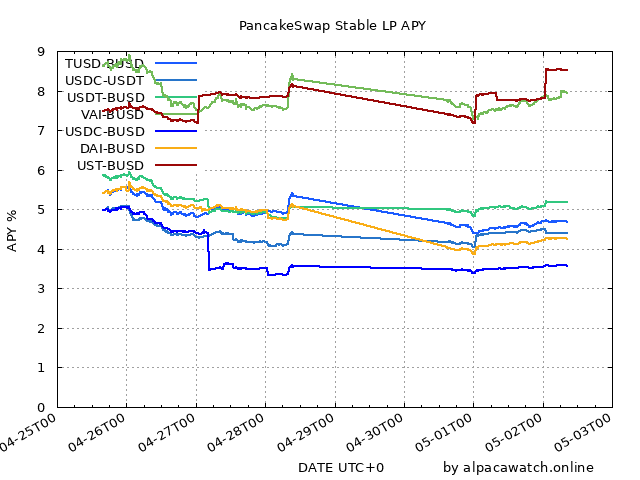 PancakeSwap Stable LP APY
9
8
7
6
5
4
3
2
1
0
APY %
TUSD-BUSD
USDC-USDT
USDT-BUSD
VAI-BUSD
USDC-BUSD
DAI-BUSD
UST-BUSD
04-25T00
04-26T00
04-27T00
04-28T00
04-29T00
04-30T00
05-01T00
05-02T00
05-03T00
DATE UTC+0
by alpacawatch.online